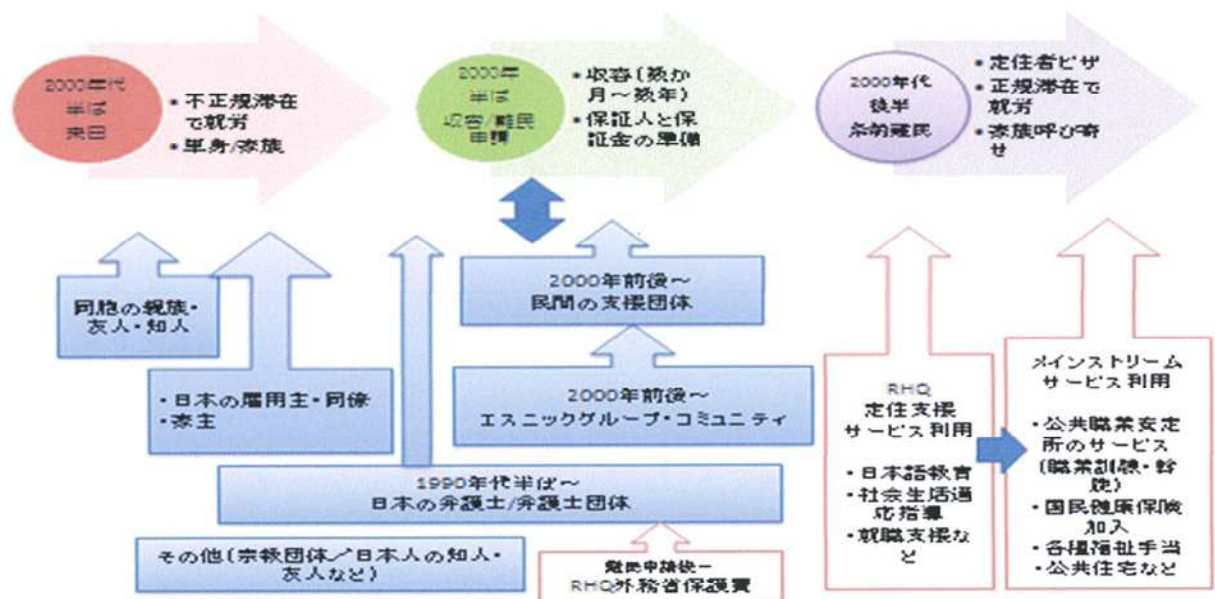 2000年代
半ば
来日
• 不正規滞在
で就労
• 単身/家族
2000年
半ば
収容/難民
申請
• 収容(数か
月～数年)
• 保証人と保
証金の準備
2000年代
後半
条約難民
• 定住者ビザ
• 正規滞在で
就労
• 家族呼び寄
せ
同胞の親族・
友人・知人
・日本の雇用主・同僚
・家主
2000年前後～
民間の支援団体
2000年前後～
エスニックグループ・コミュニティ
1990年代半ば～
日本の弁護士/弁護士団体
その他(宗教団体／日本人の知人・
友人など)
難民申請後－
RHQ外務省保護費
RHQ
定住支援
サービス利用
・日本語教育
・社会生活適
応指導
・就職支援な
ど
メインストリーム
サービス利用
・公共職業安定
所のサービス
(職業訓練・斡
旋)
・国民健康保険
加入
・各種福祉手当
・公共住宅など